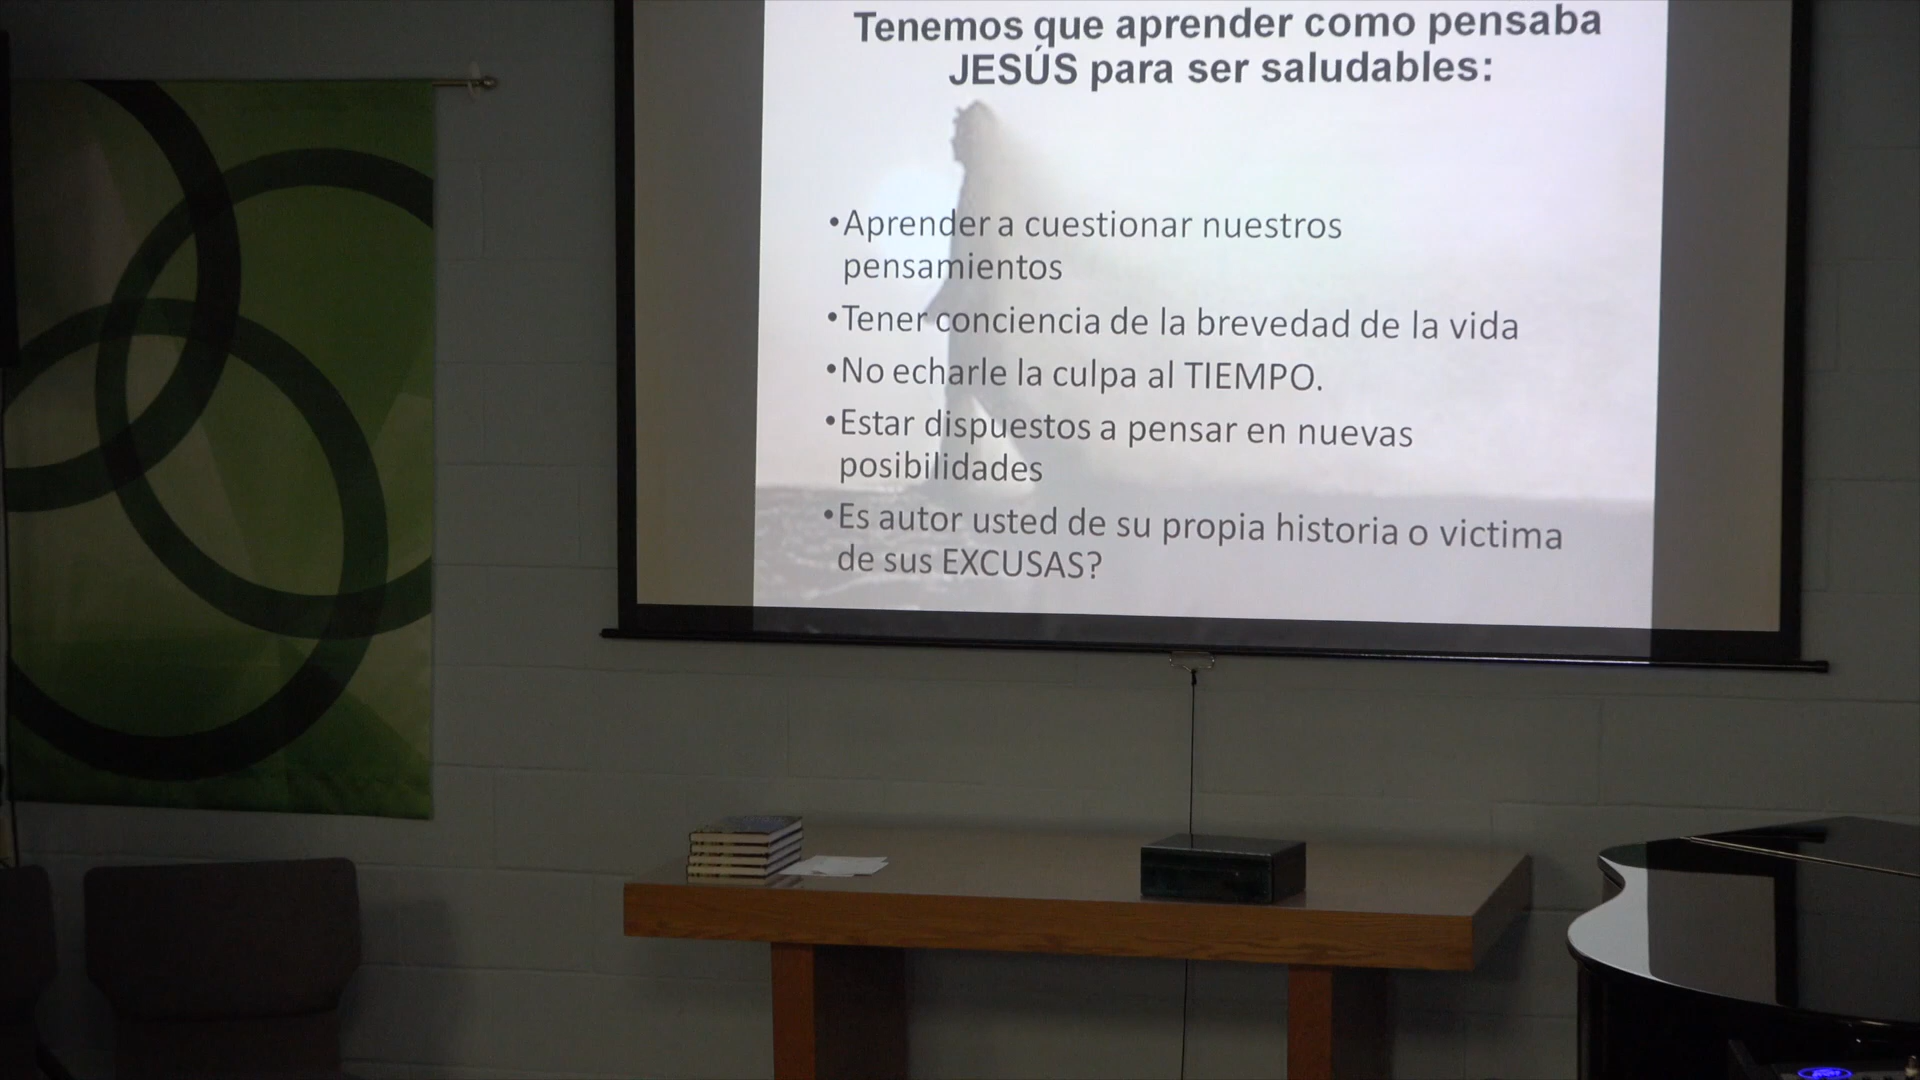 Tenemos que aprender como pensaba
JESÚS para ser saludables:
•Aprender a cuestionar nuestros
pensamientos
•Tener conciencia de la brevedad de la vida
•No echarle la culpa al TIEMPO.
•Estar dispuestos a pensar en nuevas
posibilidades
•Es autor usted de su propia historia o victima
de sus EXCUSAS?